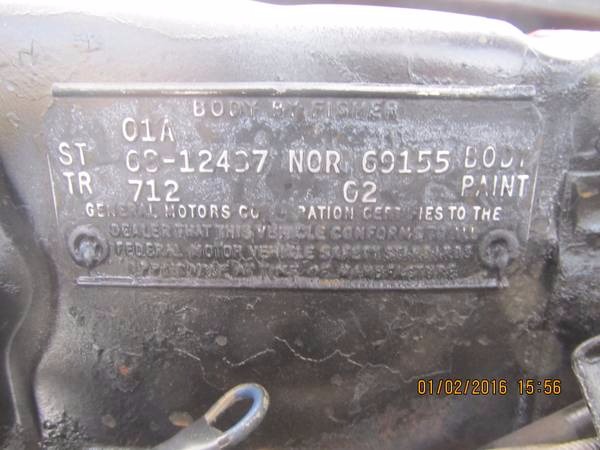 BODY BY FISHER
01A
ST 68-12437 NOR 69155 BODY
TR 712 G2 PAINT
GENERAL MOTORS CORPORATION CERTIFIES TO THE
DEALER THAT THIS VEHICLE CONFORMS TO ALL
FEDERAL MOTOR VEHICLE SAFETY STANDARDS
01/02/2016 15:56